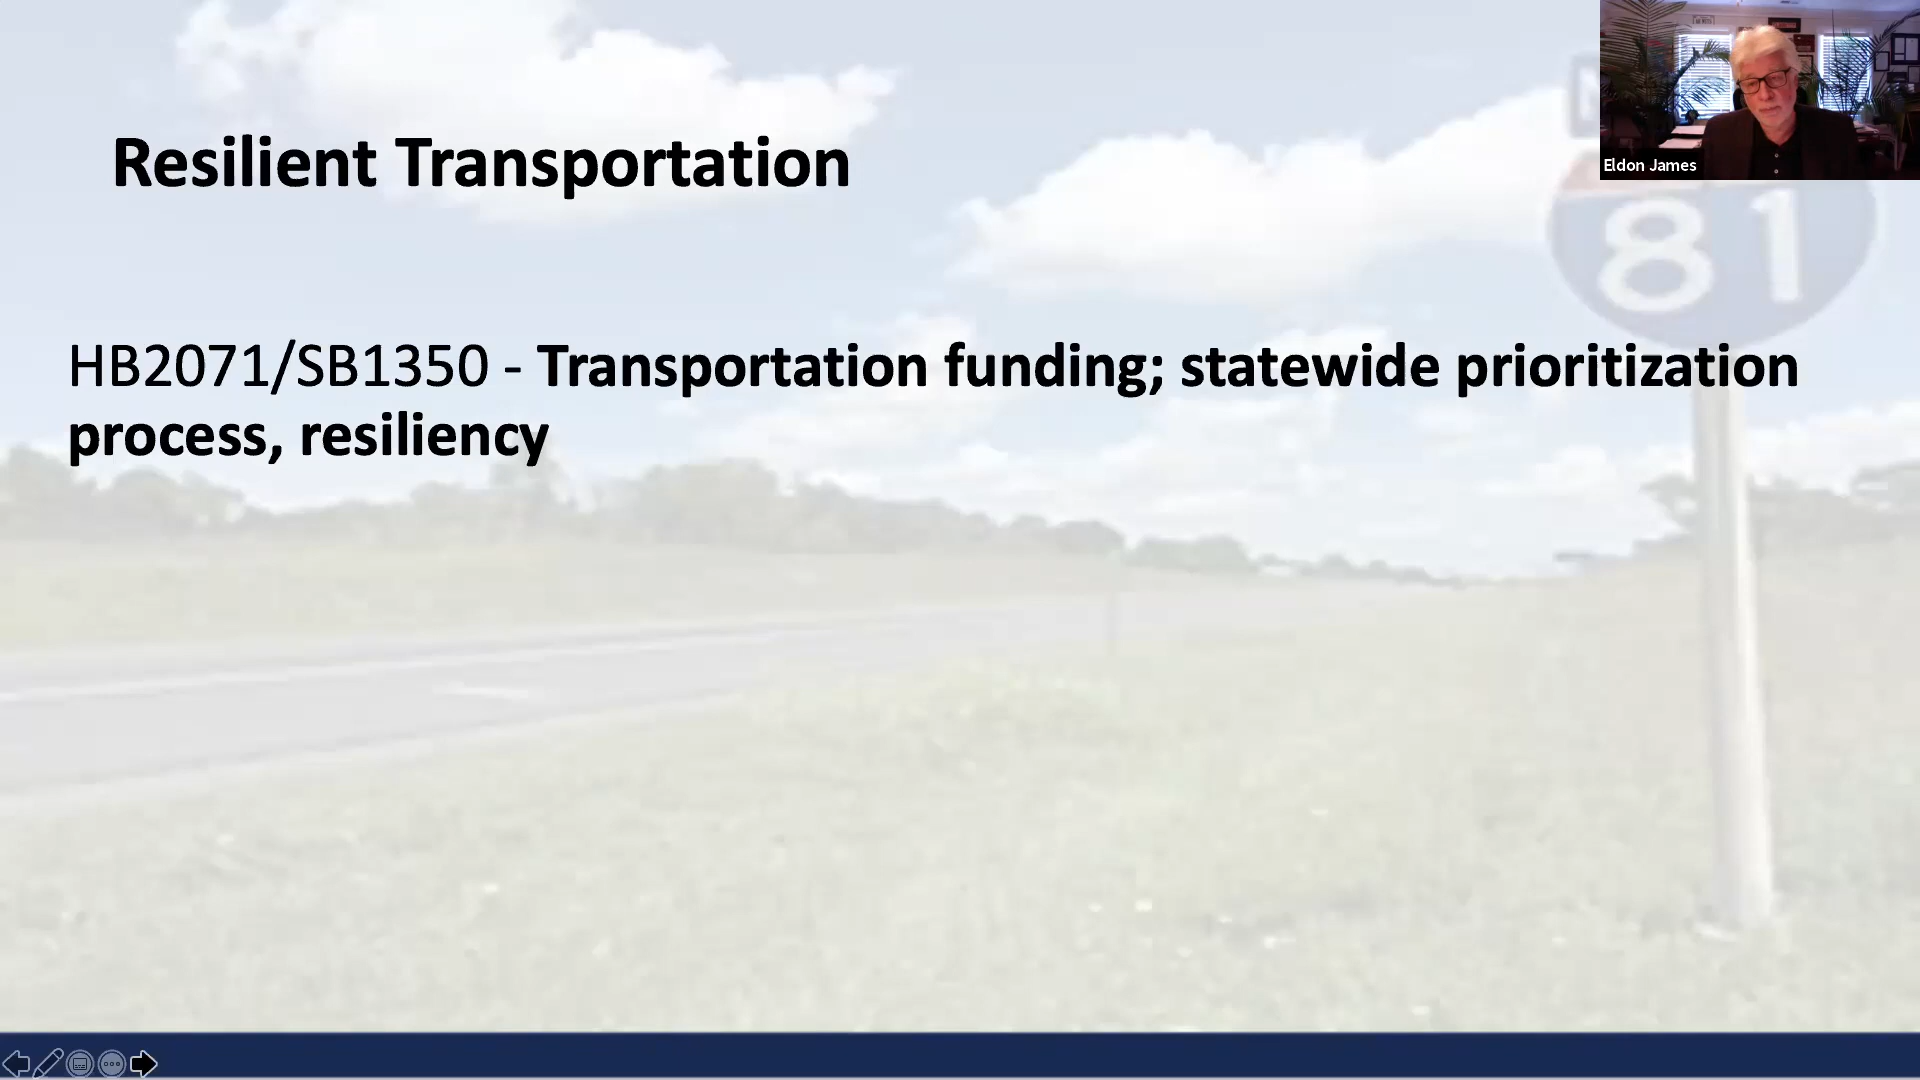 Resilient Transportation
Eldon James
81
HB2071/SB1350 - Transportation funding; statewide prioritization
process, resiliency